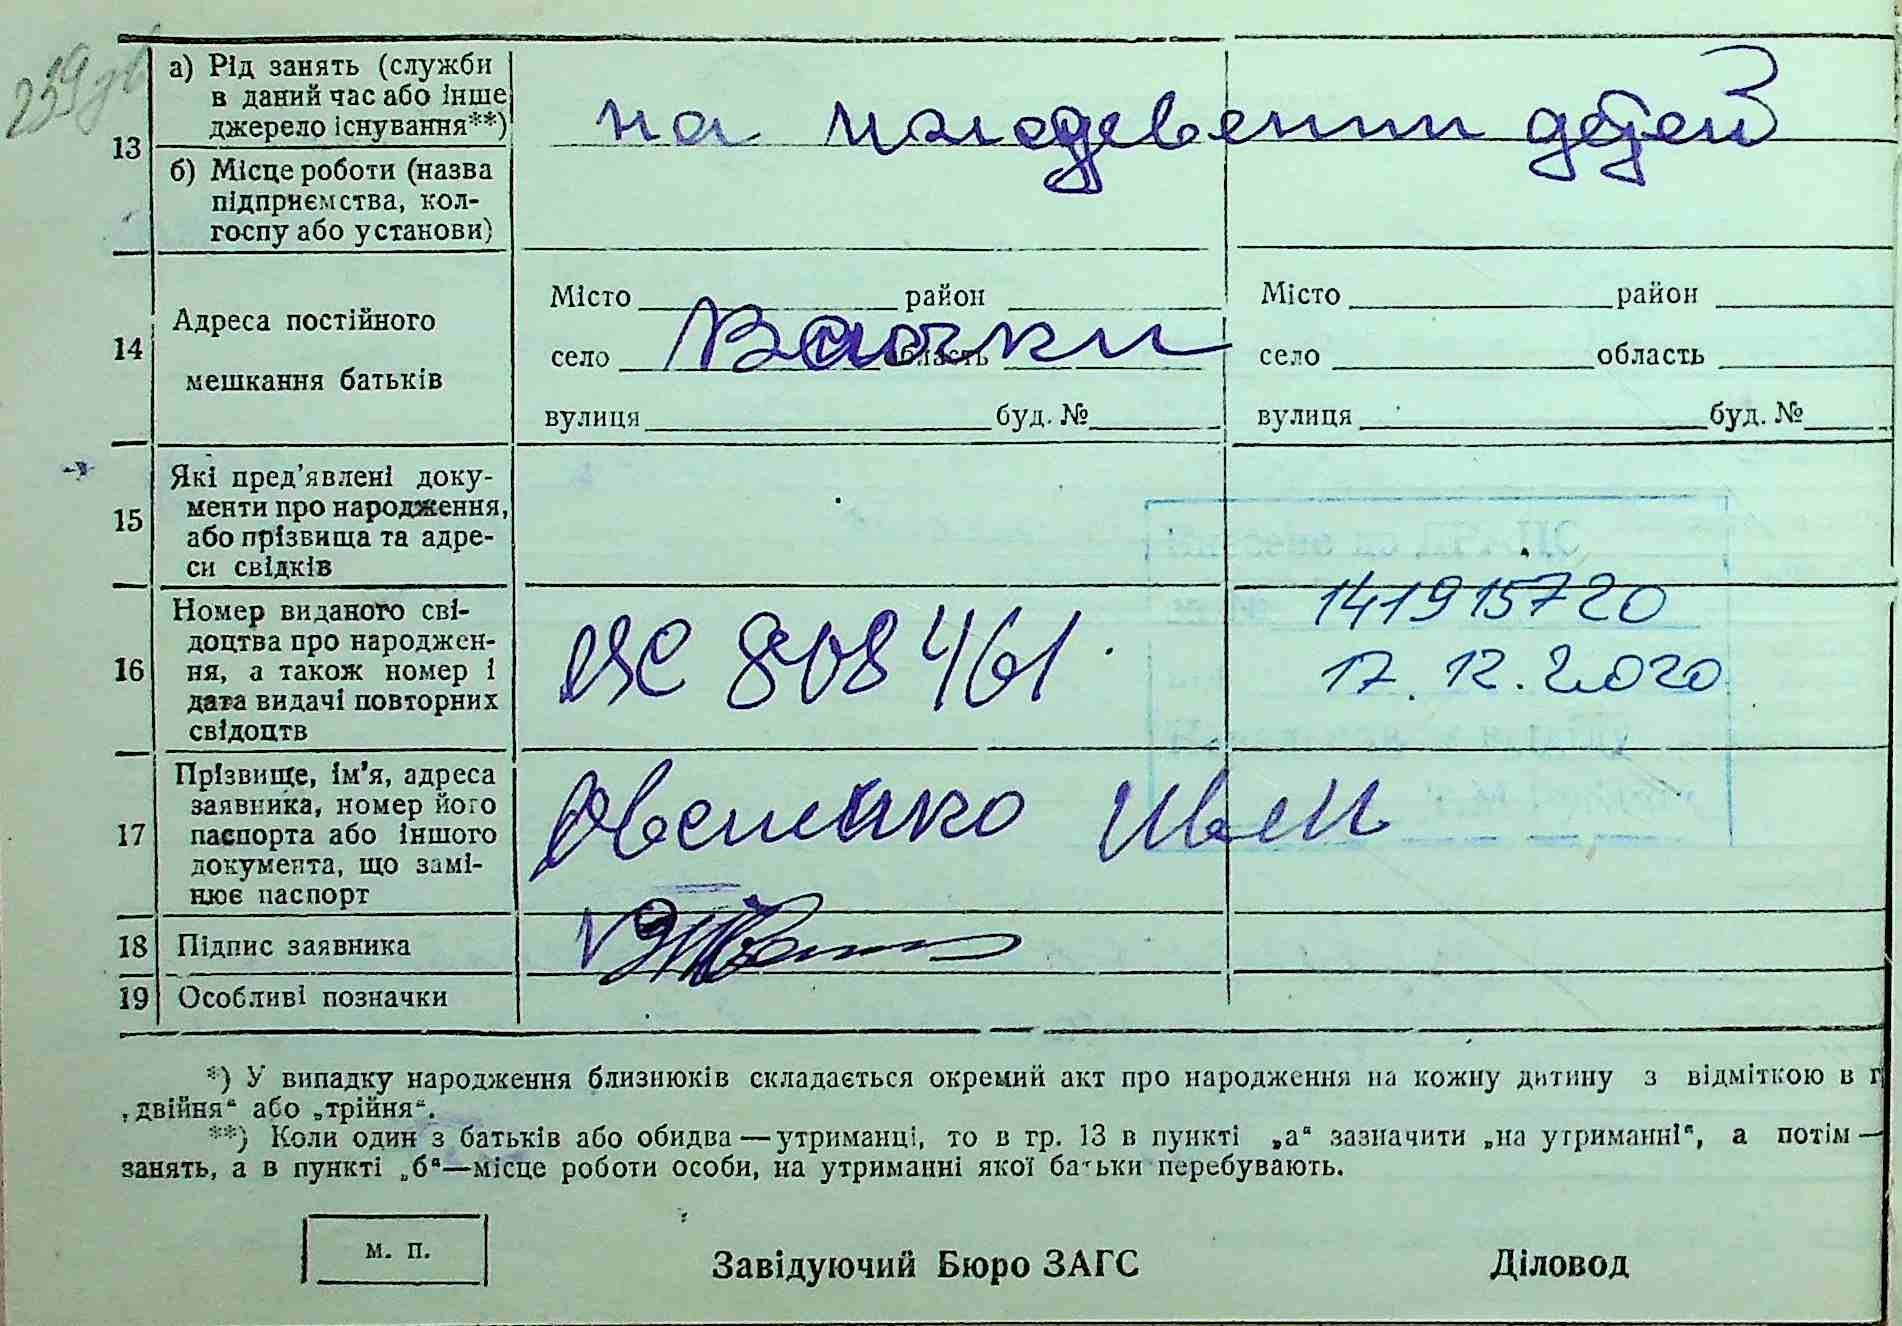 13
а) Рід занять (служби
в даний час або інше
джерело існування**)
на иждевении детей
б) Місце роботи (назва
підприємства, кол-
госпу або установи)
14
Адреса постійного
мешкання батьків
Місто район
село область
вулиця буд. №
Місто район
село область
вулиця буд. №
15
Які пред’явлені доку-
менти про народження,
або прізвища та адре-
си свідків
16
Номер виданого сві-
доцтва про народжен-
ня, а також номер і
дата видачі повторних
свідоцтв
808461
141915720
17.12.2020
17
Прізвище, ім’я, адреса
заявника, номер його
паспорта або іншого
документа, що замі-
нює паспорт
18 Підпис заявника
19 Особливі позначки
*) У випадку народження близнюків складається окремий акт про народження на кожну дитину з відміткою в г
„двійня“ або „трійня“.
**) Коли один з батьків або обидва — утриманці, то в гр. 13 в пункті „а“ зазначити „на утриманні“, а потім —
занять, а в пункті „б“—місце роботи особи, на утриманні якої батьки перебувають.
м. п.
Завідуючий Бюро ЗАГС
Діловод